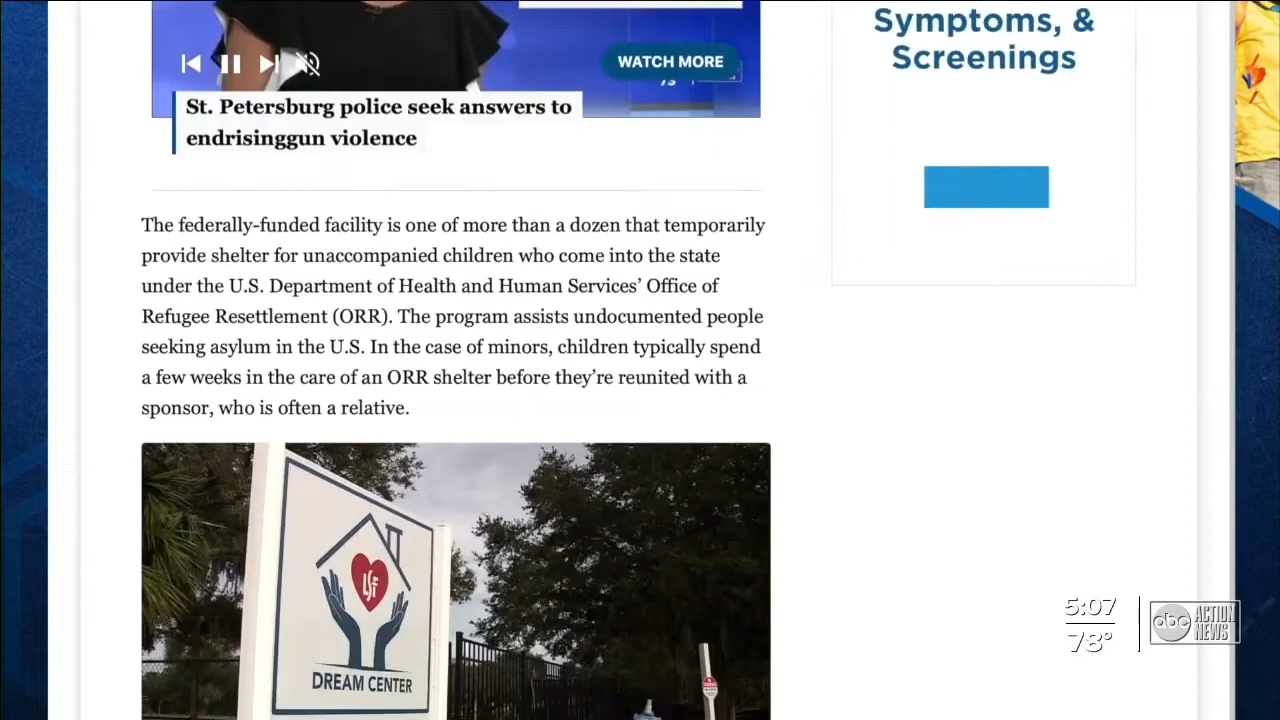 WATCH MORE
St. Petersburg police seek answers to
endrisinggun violence
Symptoms, &
Screenings
The federally-funded facility is one of more than a dozen that temporarily
provide shelter for unaccompanied children who come into the state
under the U.S. Department of Health and Human Services’ Office of
Refugee Resettlement (ORR). The program assists undocumented people
seeking asylum in the U.S. In the case of minors, children typically spend
a few weeks in the care of an ORR shelter before they’re reunited with a
sponsor, who is often a relative.
LSF
DREAM CENTER
5:07
78°
abc
ACTION
NEWS